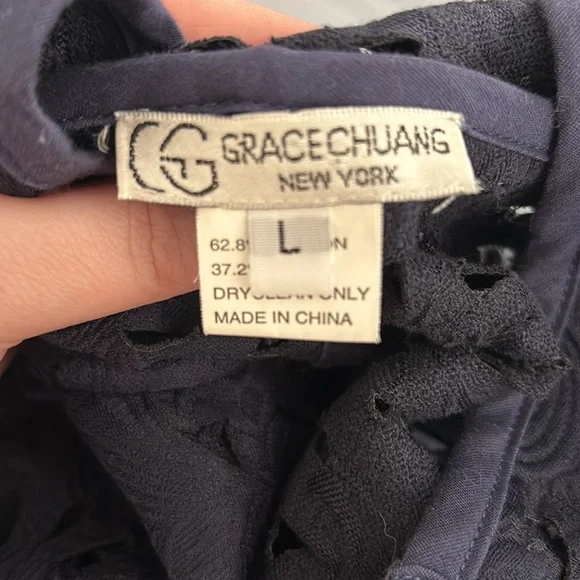 CG GRACECHUANG
NEW YORK
L
62.8
37.2
DRYCLEAN ONLY
MADE IN CHINA